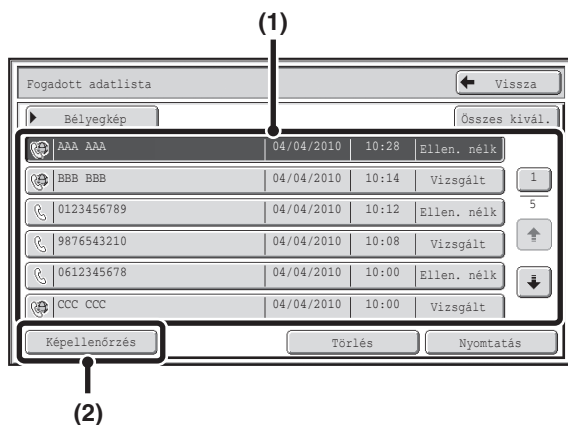 (1)
Fogadott adatlista Vissza
Bélyegkép Összes kivál.
AAA AAA 04/04/2010 10:28 Ellen. nélk
BBB BBB 04/04/2010 10:14 Vizsgált
0123456789 04/04/2010 10:12 Ellen. nélk
9876543210 04/04/2010 10:08 Vizsgált
0612345678 04/04/2010 10:00 Ellen. nélk
CCC CCC 04/04/2010 10:00 Vizsgált
1
5
Képellenőrzés Törlés Nyomtatás
(2)